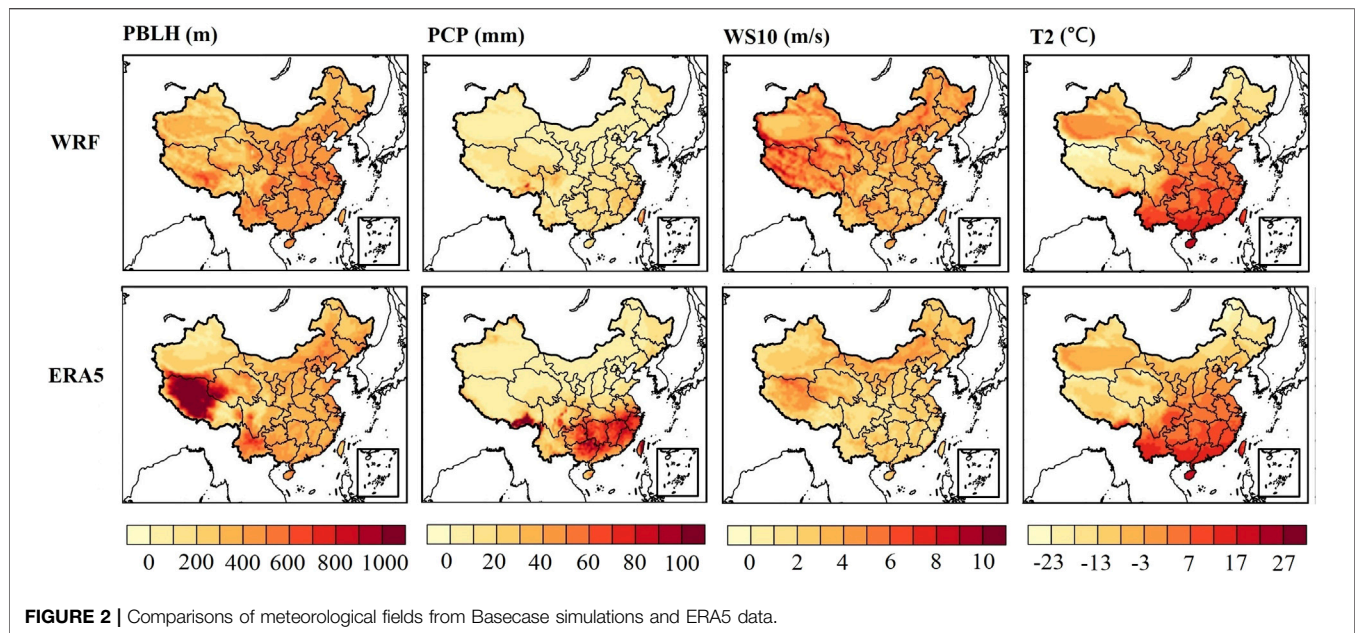 PBLH (m) PCP (mm) WS10 (m/s) T2 (°C)
WRF
ERA5
0 200 400 600 800 1000 0 20 40 60 80 100 0 2 4 6 8 10 -23 -13 -3 7 17 27
FIGURE 2 | Comparisons of meteorological fields from Basecase simulations and ERA5 data.